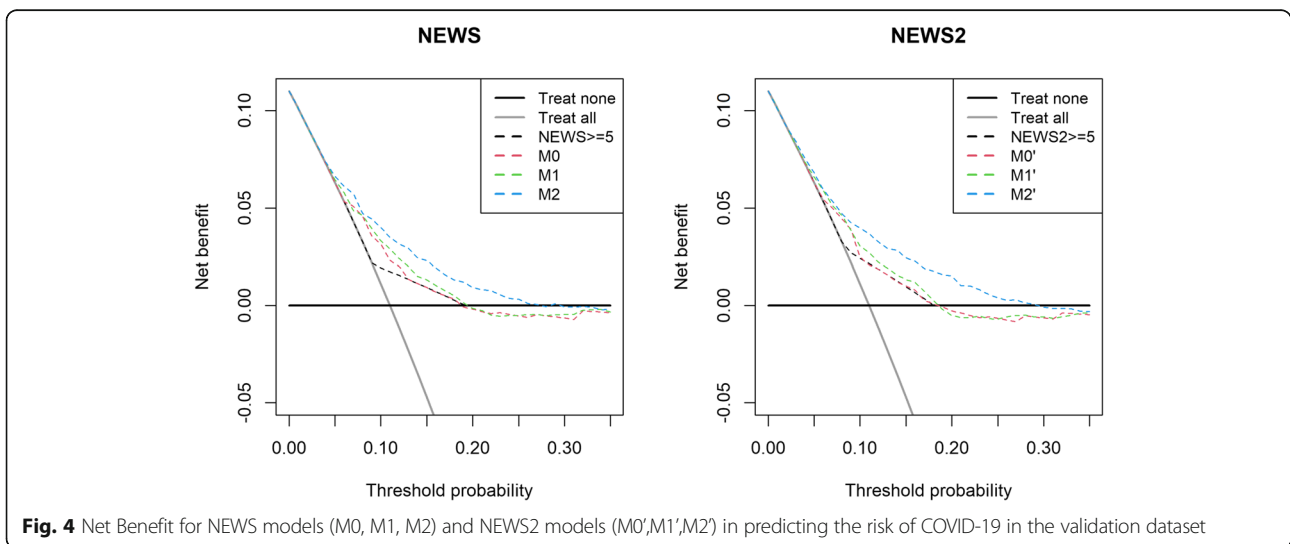 NEWS
Net benefit
0.10
0.05
0.00
-0.05
Treat none
Treat all
NEWS>=5
M0
M1
M2
0.00 0.10 0.20 0.30
Threshold probability
NEWS2
Net benefit
0.10
0.05
0.00
-0.05
Treat none
Treat all
NEWS2>=5
M0'
M1'
M2'
0.00 0.10 0.20 0.30
Threshold probability
Fig. 4 Net Benefit for NEWS models (M0, M1, M2) and NEWS2 models (M0',M1',M2') in predicting the risk of COVID-19 in the validation dataset